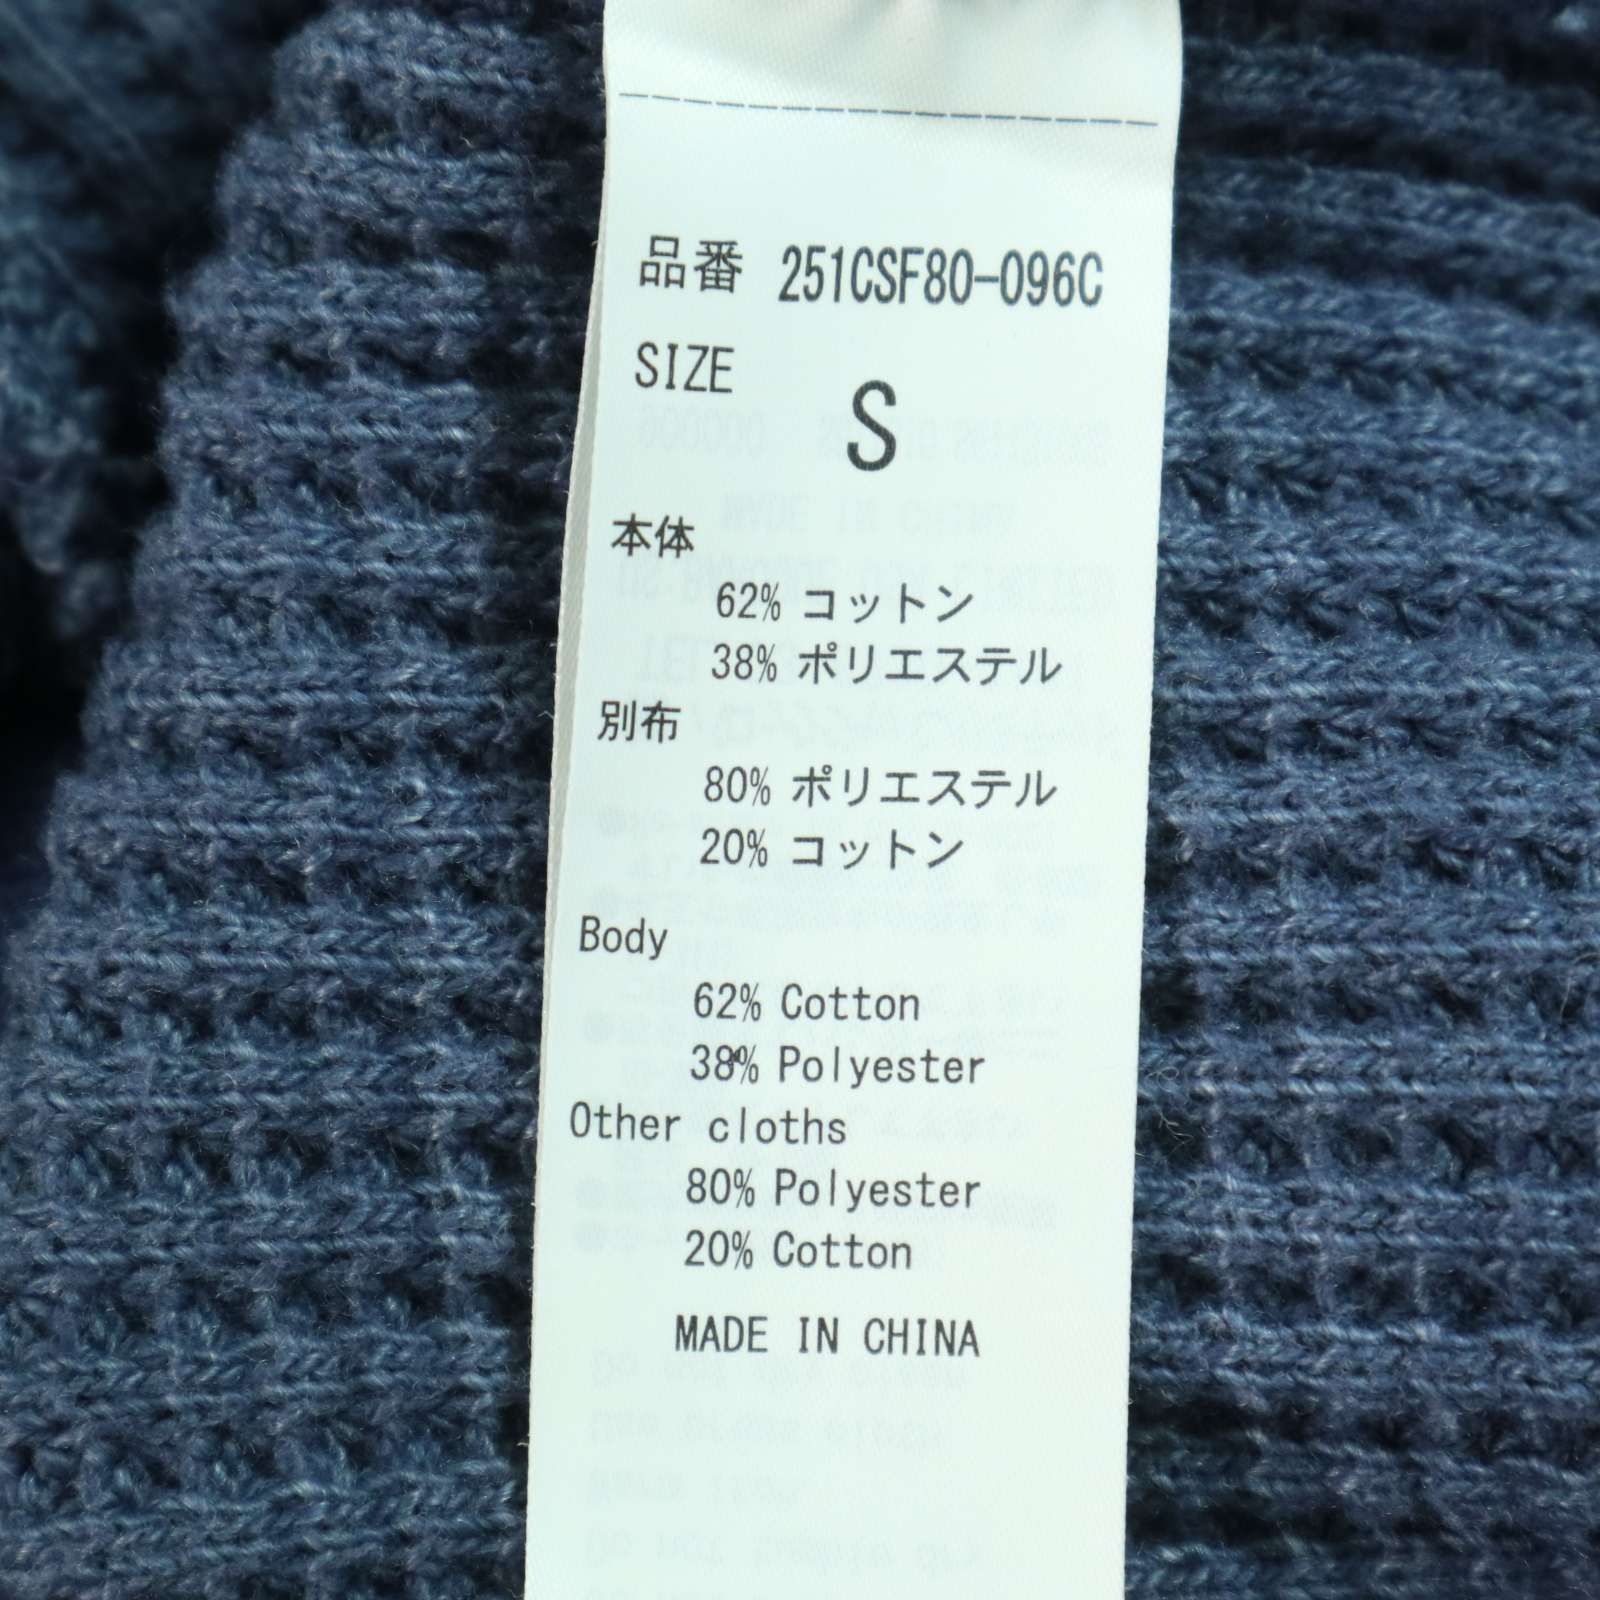 品番 251CSF80-096C
SIZE
S
本体
62% コットン
38% ポリエステル
別布
80% ポリエステル
20% コットン
Body
62% Cotton
38% Polyester
Other cloths
80% Polyester
20% Cotton
MADE IN CHINA